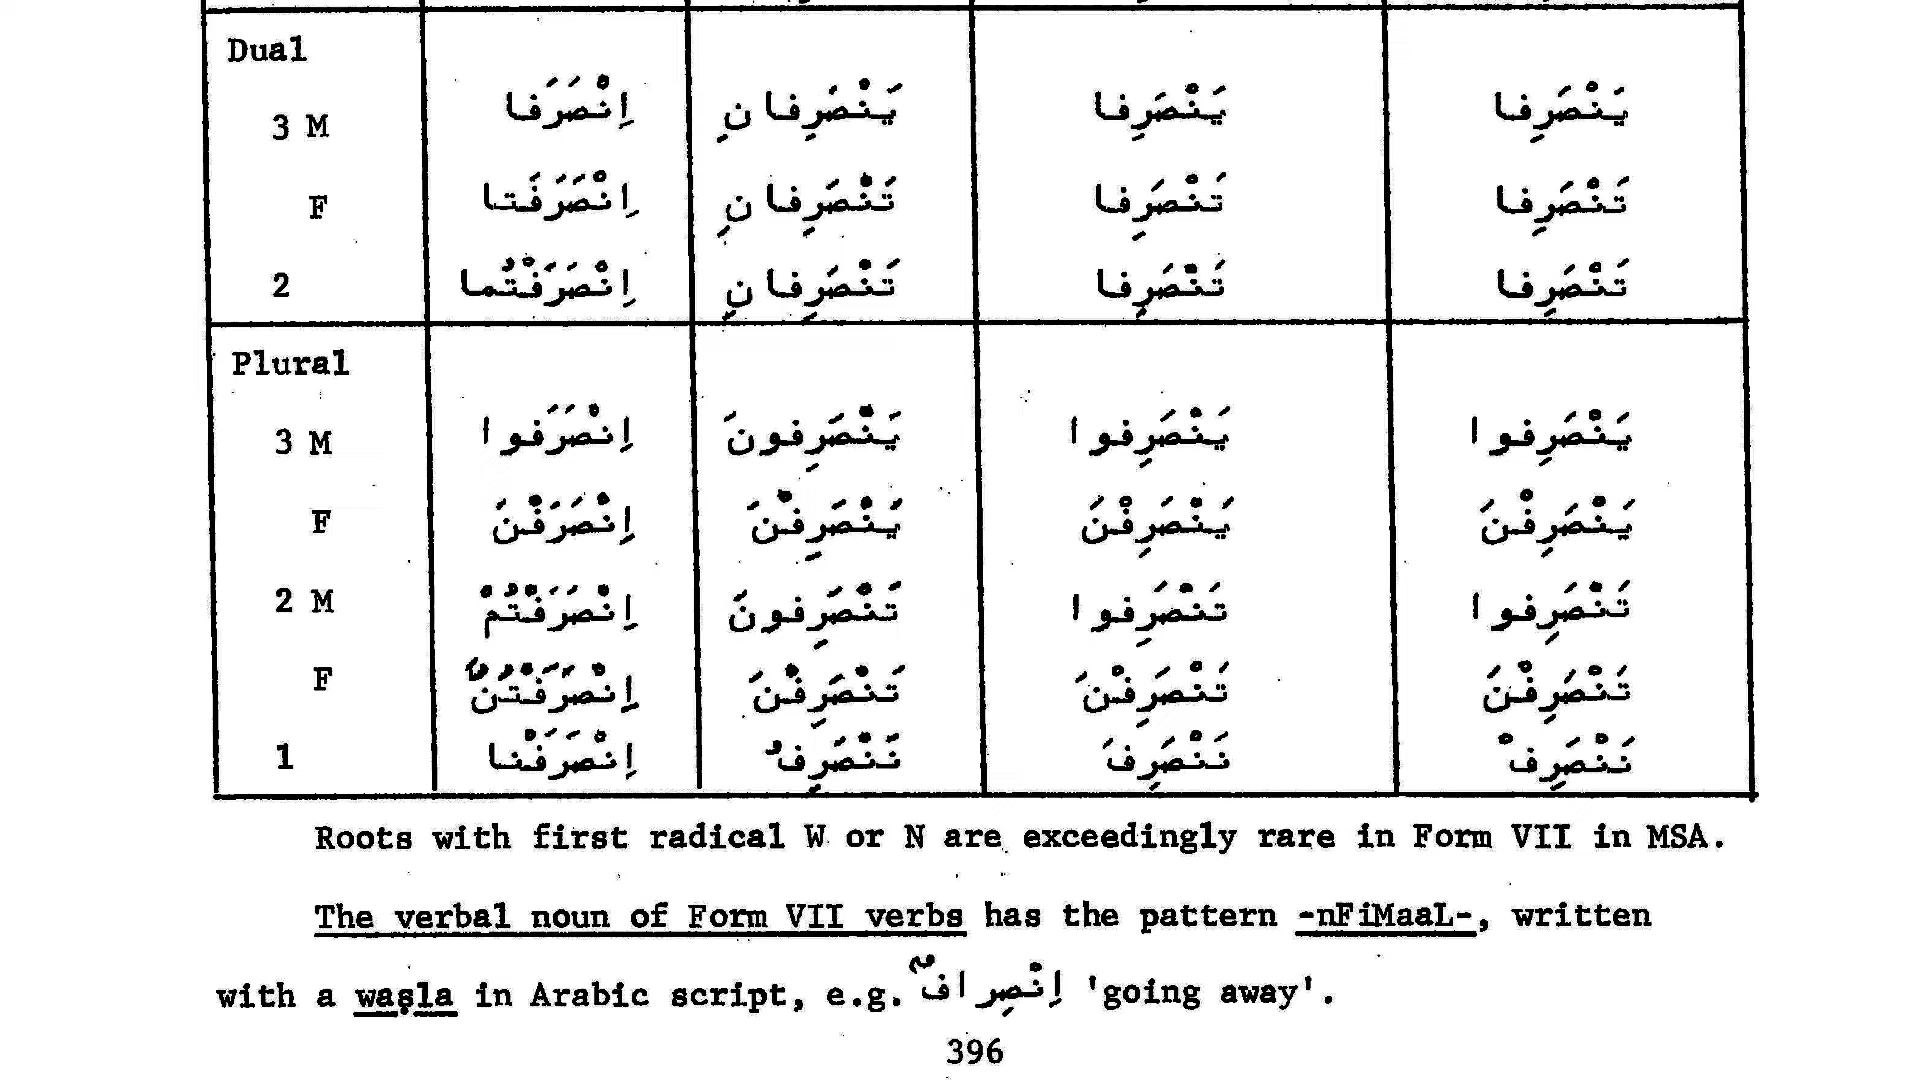 Dual
3 M اِنْصَرَفا يَنْصَرِفانِ يَنْصَرِفا يَنْصَرِفا
F اِنْصَرَفَتا تَنْصَرِفانِ تَنْصَرِفا تَنْصَرِفا
2 اِنْصَرَفْتُما تَنْصَرِفانِ تَنْصَرِفا تَنْصَرِفا
Plural
3 M اِنْصَرَفوا يَنْصَرِفونَ يَنْصَرِفوا يَنْصَرِفوا
F اِنْصَرَفْنَ يَنْصَرِفْنَ يَنْصَرِفْنَ يَنْصَرِفْنَ
2 M اِنْصَرَفْتُمْ تَنْصَرِفونَ تَنْصَرِفوا تَنْصَرِفوا
F اِنْصَرَفْتُنَّ تَنْصَرِفْنَ تَنْصَرِفْنَ تَنْصَرِفْنَ
1 اِنْصَرَفْنا نَنْصَرِفُ نَنْصَرِفَ نَنْصَرِفْ
Roots with first radical W or N are exceedingly rare in Form VII in MSA.
The verbal noun of Form VII verbs has the pattern -nFiMaaL-, written
with a waṣla in Arabic script, e.g. اِنْصِرافٌ 'going away'.
396